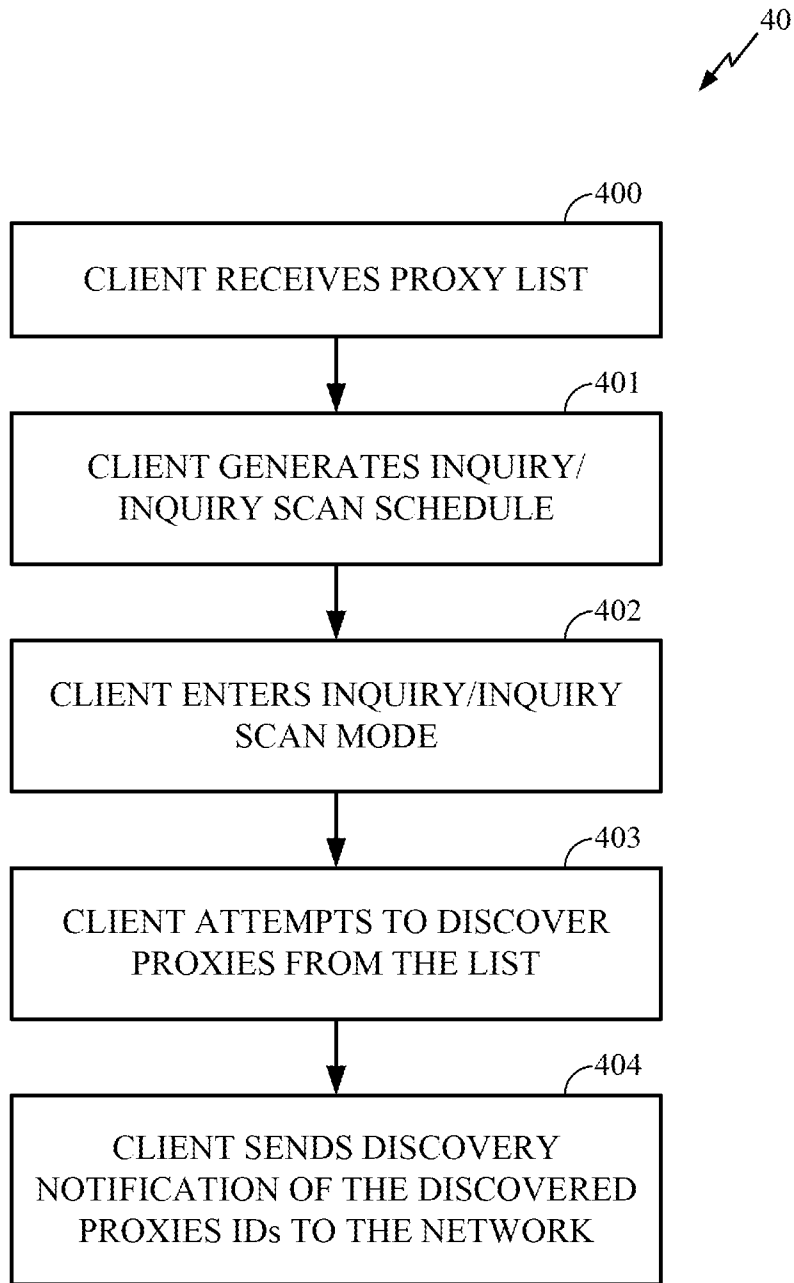 40
400
CLIENT RECEIVES PROXY LIST
401
CLIENT GENERATES INQUIRY/
INQUIRY SCAN SCHEDULE
402
CLIENT ENTERS INQUIRY/INQUIRY
SCAN MODE
403
CLIENT ATTEMPTS TO DISCOVER
PROXIES FROM THE LIST
404
CLIENT SENDS DISCOVERY
NOTIFICATION OF THE DISCOVERED
PROXIES IDs TO THE NETWORK